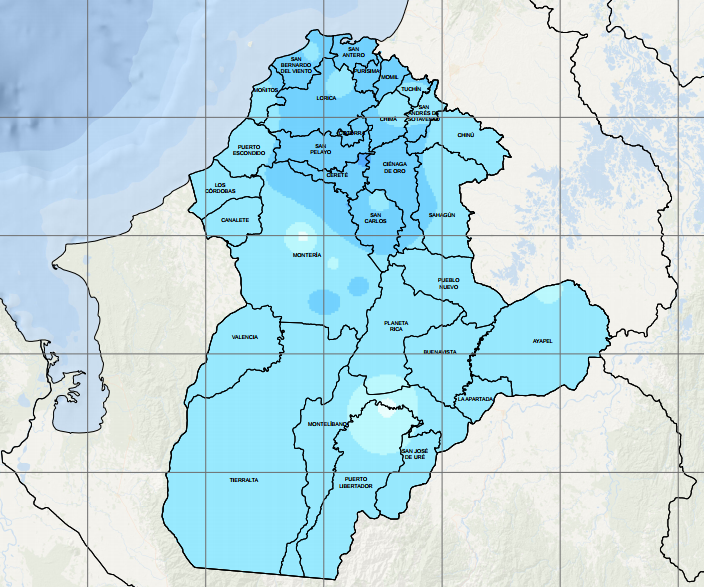 SAN
ANTERO
SAN
BERNARDO
DEL VIENTO
PURÍSIMA
MOMIL
MOÑITOS
TUCHÍN
LORICA
SAN
ANDRÉS DE
SOTAVENTO
CHIMÁ
CHINÚ
PUERTO
ESCONDIDO
SAN
PELAYO
CIÉNAGA
DE ORO
CERETÉ
LOS
CÓRDOBAS
CANALETE
SAN
CARLOS
SAHAGÚN
MONTERÍA
PUEBLO
NUEVO
PLANETA
RICA
VALENCIA
AYAPEL
BUENAVISTA
LA APARTADA
MONTELÍBANO
SAN JOSÉ
DE URÉ
TIERRALTA
PUERTO
LIBERTADOR